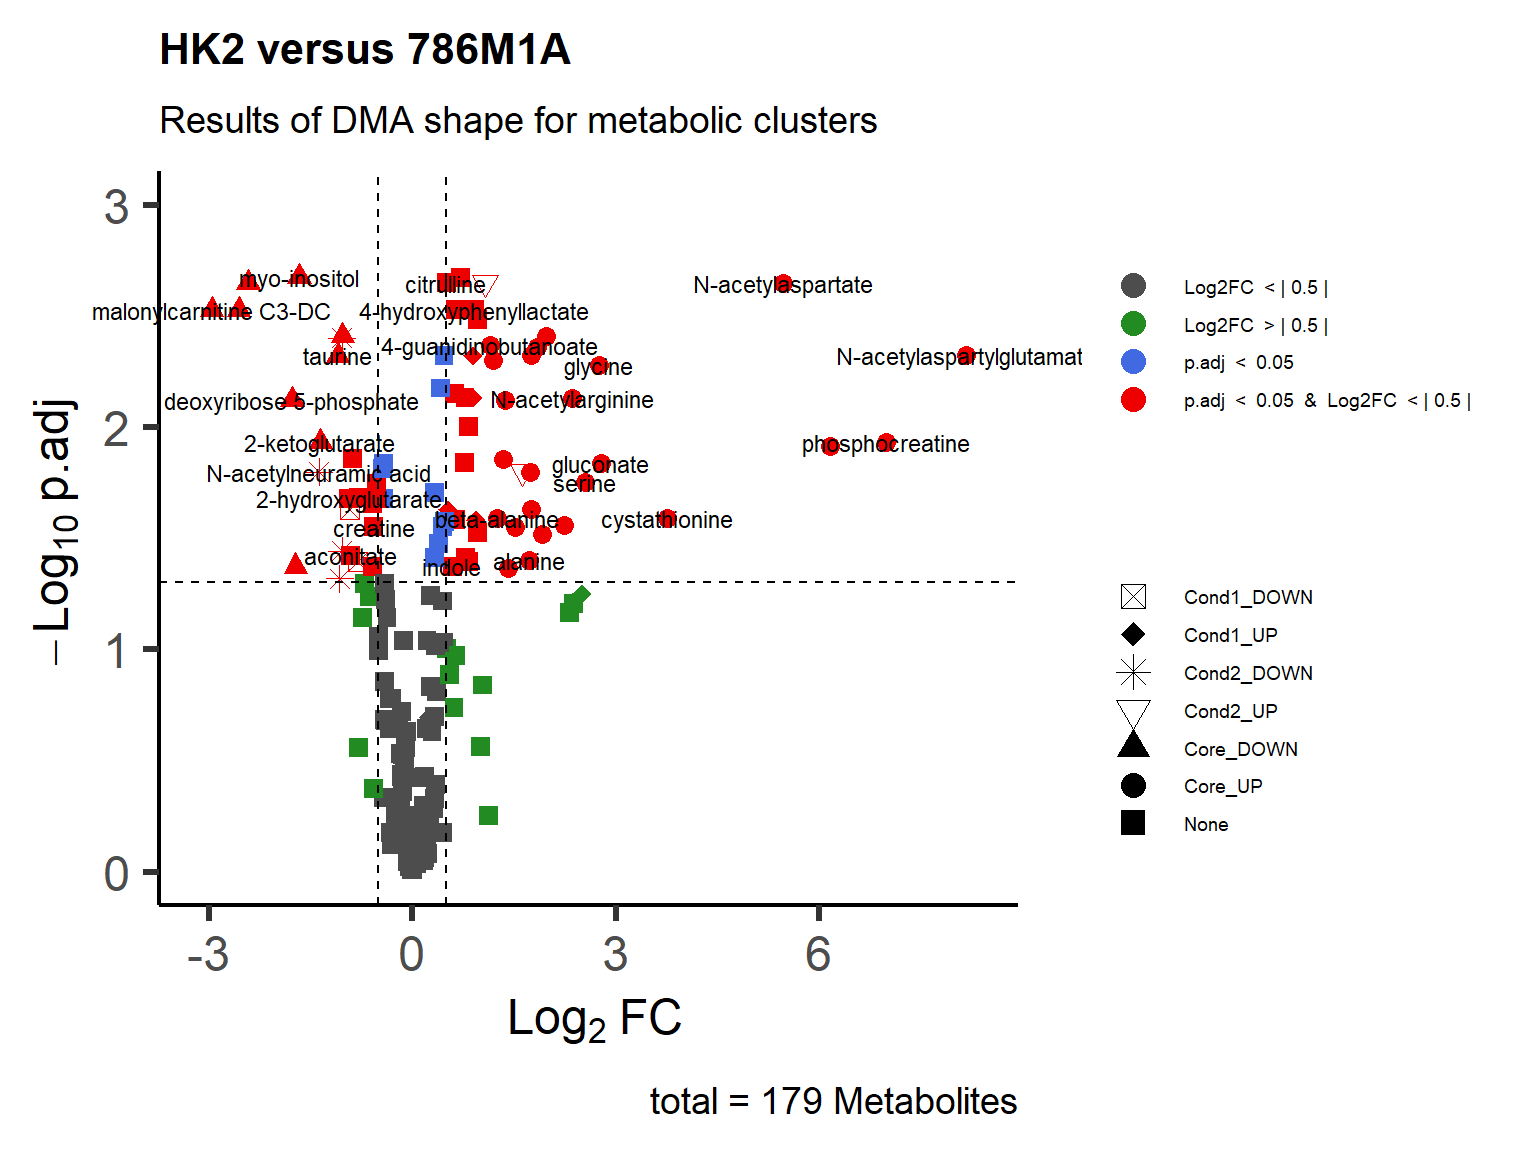 HK2 versus 786M1A
Results of DMA shape for metabolic clusters
−Log10 p.adj
3
2
1
0
myo-inositol
citrulline
N-acetylaspartate
malonylcarnitine C3-DC
4-hydroxyphenyllactate
taurine
4-guanidinobutanoate
N-acetylaspartylglutamat
glycine
deoxyribose 5-phosphate
N-acetylarginine
2-ketoglutarate
phosphocreatine
N-acetylneuramic acid
gluconate
serine
2-hydroxyglutarate
creatine
beta-alanine
cystathionine
aconitate
indole
alanine
-3
0
3
6
Log2 FC
total = 179 Metabolites
Log2FC < | 0.5 |
Log2FC > | 0.5 |
p.adj < 0.05
p.adj < 0.05 & Log2FC < | 0.5 |
Cond1_DOWN
Cond1_UP
Cond2_DOWN
Cond2_UP
Core_DOWN
Core_UP
None